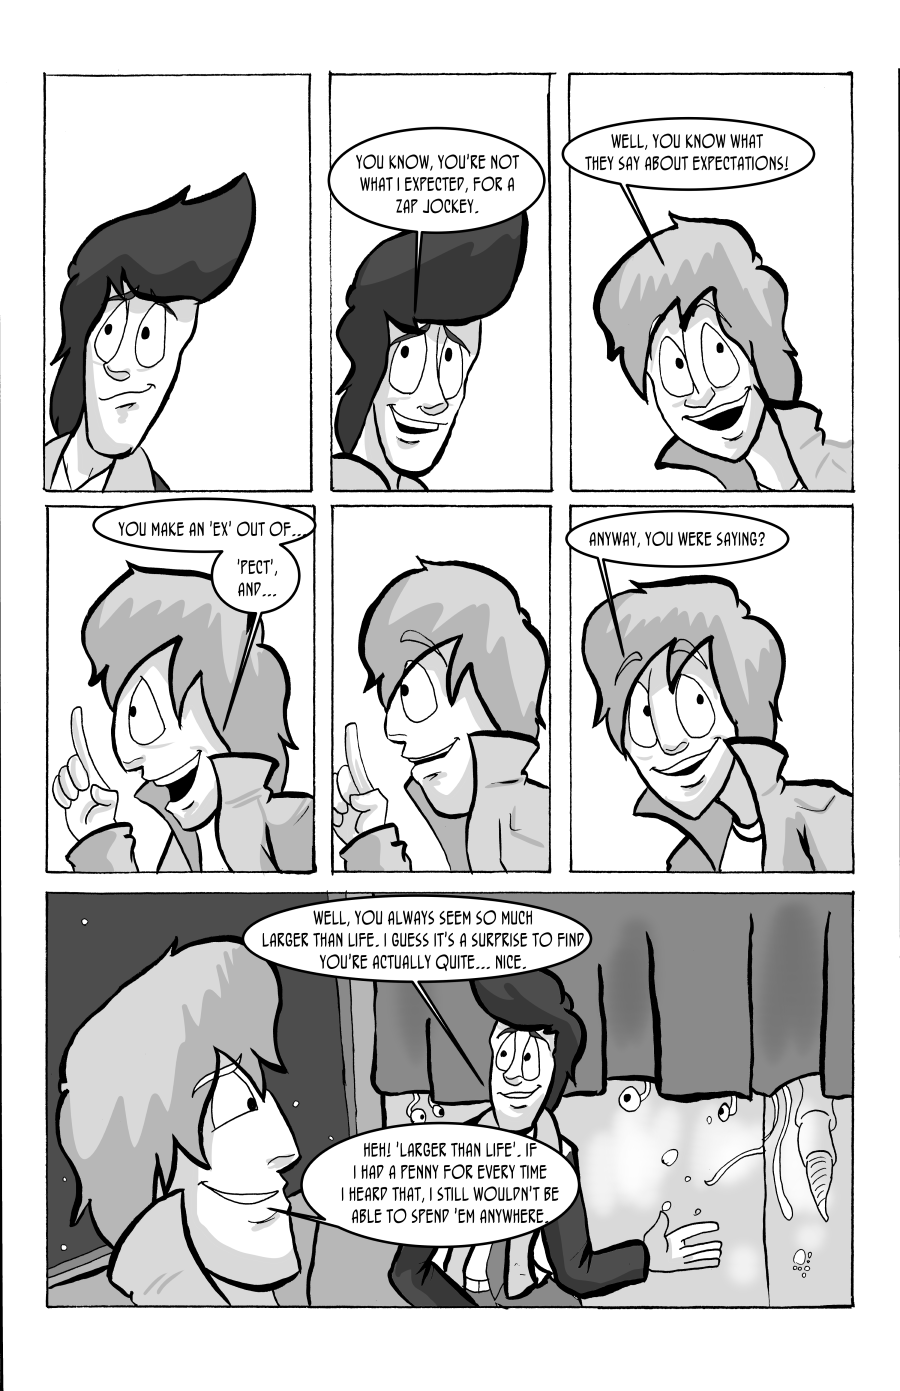 YOU KNOW, YOU'RE NOT
WHAT I EXPECTED, FOR A
ZAP JOCKEY.
WELL, YOU KNOW WHAT
THEY SAY ABOUT EXPECTATIONS!
YOU MAKE AN 'EX' OUT OF...
'PECT',
AND...
ANYWAY, YOU WERE SAYING?
WELL, YOU ALWAYS SEEM SO MUCH
LARGER THAN LIFE. I GUESS IT'S A SURPRISE TO FIND
YOU'RE ACTUALLY QUITE... NICE.
HEH! 'LARGER THAN LIFE'. IF
I HAD A PENNY FOR EVERY TIME
I HEARD THAT, I STILL WOULDN'T BE
ABLE TO SPEND 'EM ANYWHERE.